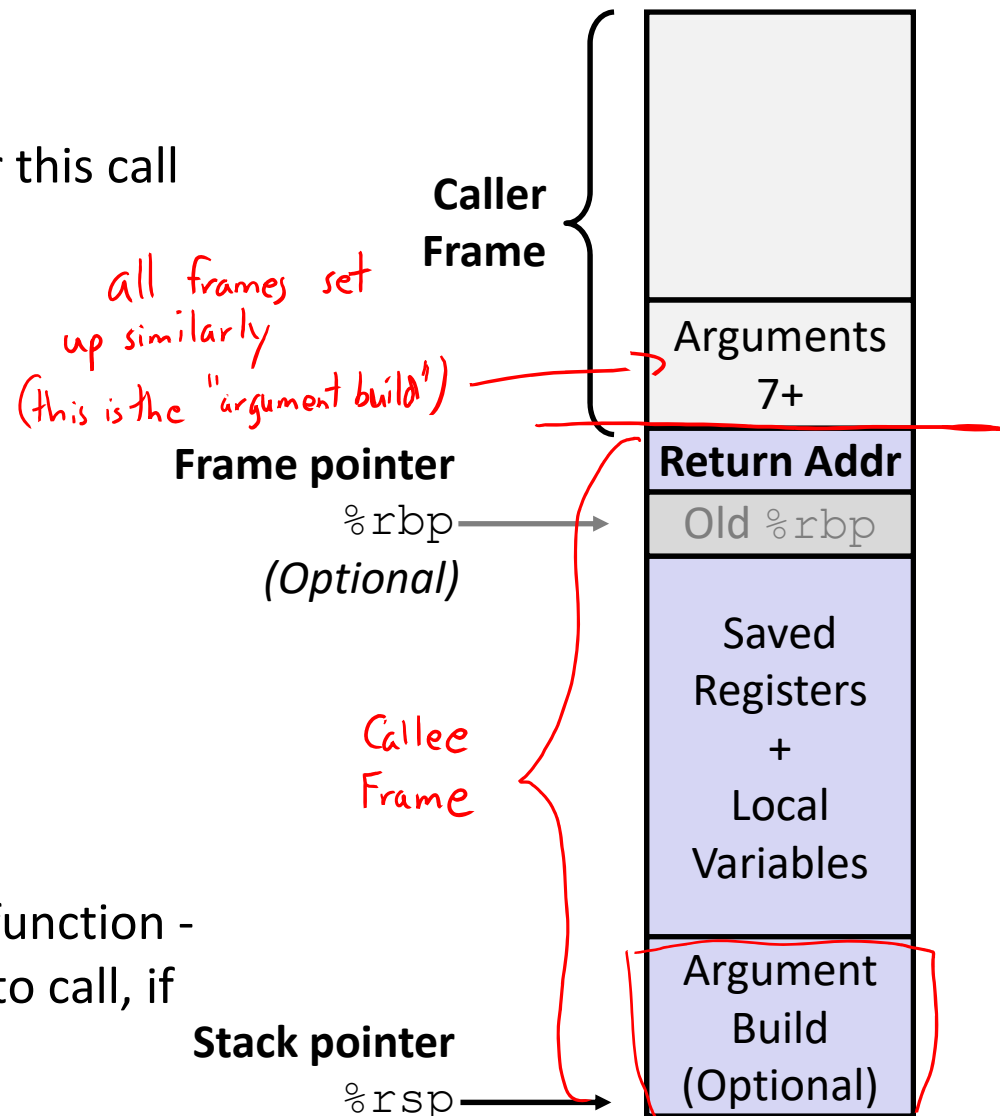 r this call
Caller
Frame
all frames set
up similarly
(this is the "argument build")
Arguments
7+
Return Addr
Frame pointer
%rbp
(Optional)
Old %rbp
Saved
Registers
+
Local
Variables
Callee
Frame
function -
to call, if
Argument
Build
(Optional)
Stack pointer
%rsp